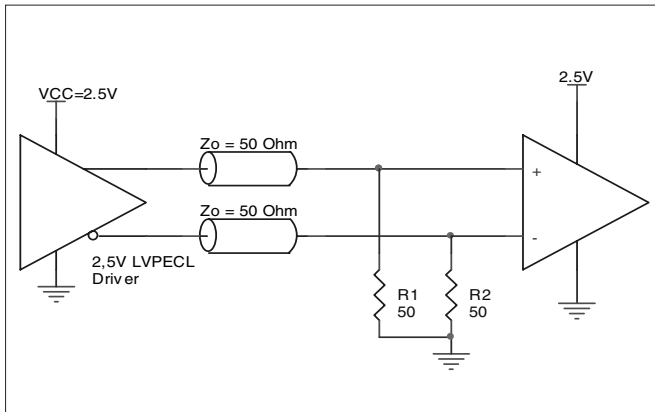 VCC=2.5V
2.5V
Zo = 50 Ohm
+
Zo = 50 Ohm
-
2,5V LVPECL
Driver
R1
50
R2
50